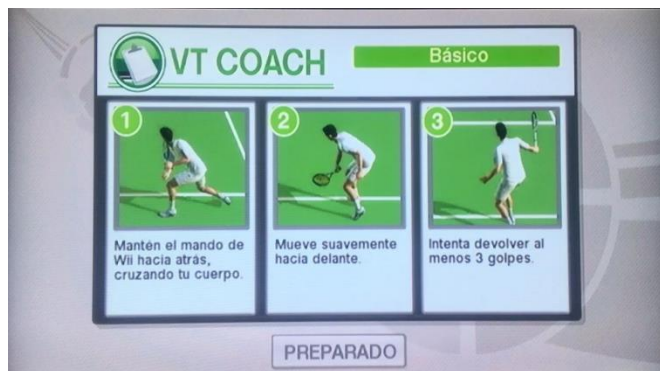 VT COACH
Básico
1
Mantén el mando de
Wii hacia atrás,
cruzando tu cuerpo.
2
Mueve suavemente
hacia delante.
3
Intenta devolver al
menos 3 golpes.
PREPARADO